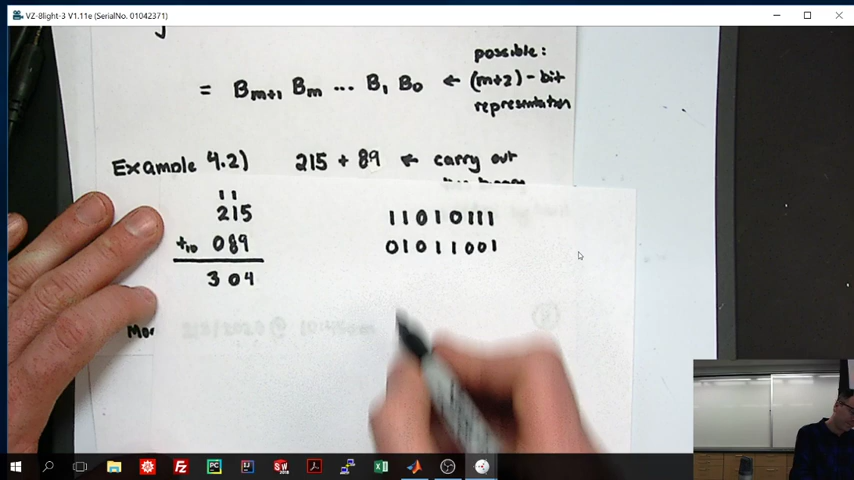 VZ-8light-3 V1.11e (SerialNo. 01042371)
possible:
= Bm+1 Bm ... B1 B0 ← (m+2)-bit
representation
Example 4.2) 215 + 89 ← carry out
11
215
+10 089
304
11010111
01011001
Mor